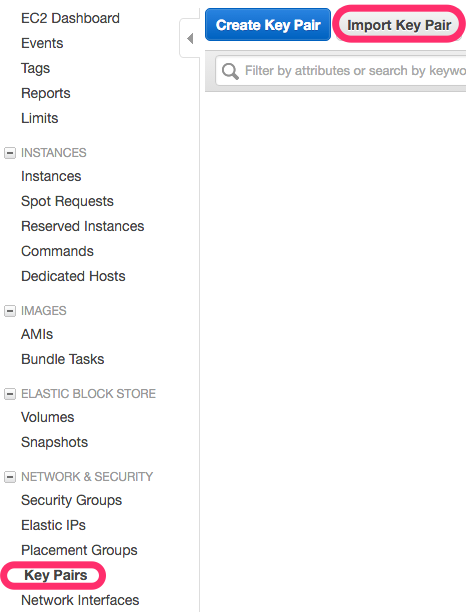 EC2 Dashboard
Events
Tags
Reports
Limits
INSTANCES
Instances
Spot Requests
Reserved Instances
Commands
Dedicated Hosts
IMAGES
AMIs
Bundle Tasks
ELASTIC BLOCK STORE
Volumes
Snapshots
NETWORK & SECURITY
Security Groups
Elastic IPs
Placement Groups
Key Pairs
Network Interfaces
Create Key Pair Import Key Pair
Filter by attributes or search by keywo